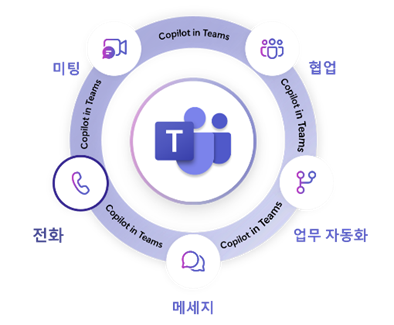 Copilot in Teams
미팅
협업
Copilot in Teams
Copilot in Teams
T
전화
업무 자동화
Copilot in Teams
Copilot in Teams
메세지